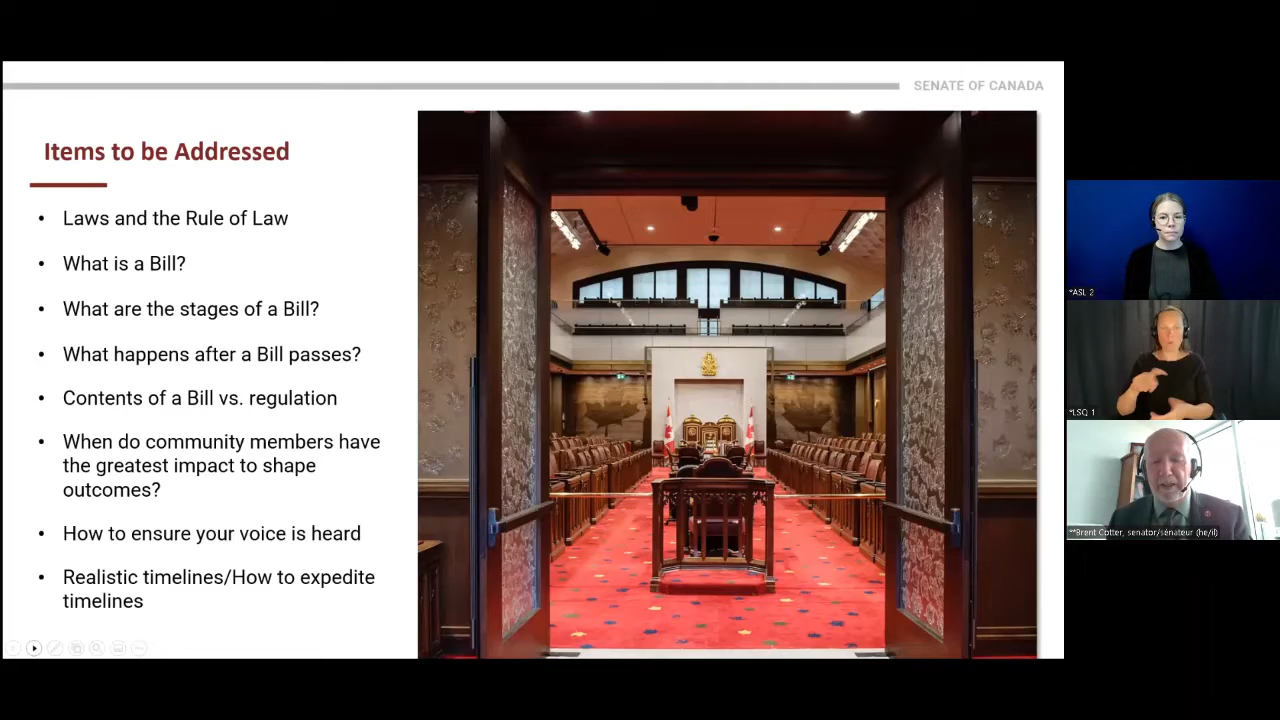 SENATE OF CANADA
Items to be Addressed
• Laws and the Rule of Law
• What is a Bill?
• What are the stages of a Bill?
• What happens after a Bill passes?
• Contents of a Bill vs. regulation
• When do community members have
the greatest impact to shape
outcomes?
• How to ensure your voice is heard
• Realistic timelines/How to expedite
timelines
*ASL 2
*LSQ 1
**Brent Cotter, senator/sénateur (he/il)